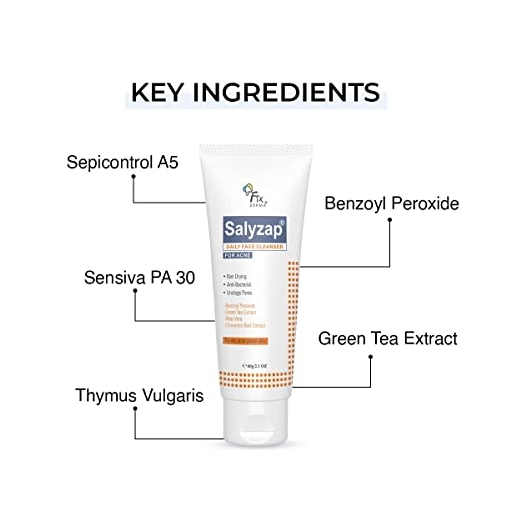 KEY INGREDIENTS
Sepicontrol A5
Benzoyl Peroxide
Sensiva PA 30
Green Tea Extract
Thymus Vulgaris
Fix
DERMA
Salyzap®
DAILY FACE CLEANSER
FOR ACNE
• Non Drying
• Anti-Bacterial
• Unclogs Pores
-Benzoyl Peroxide
-Green Tea Extract
-Aloe Vera
-Cinnamon Bark Extract